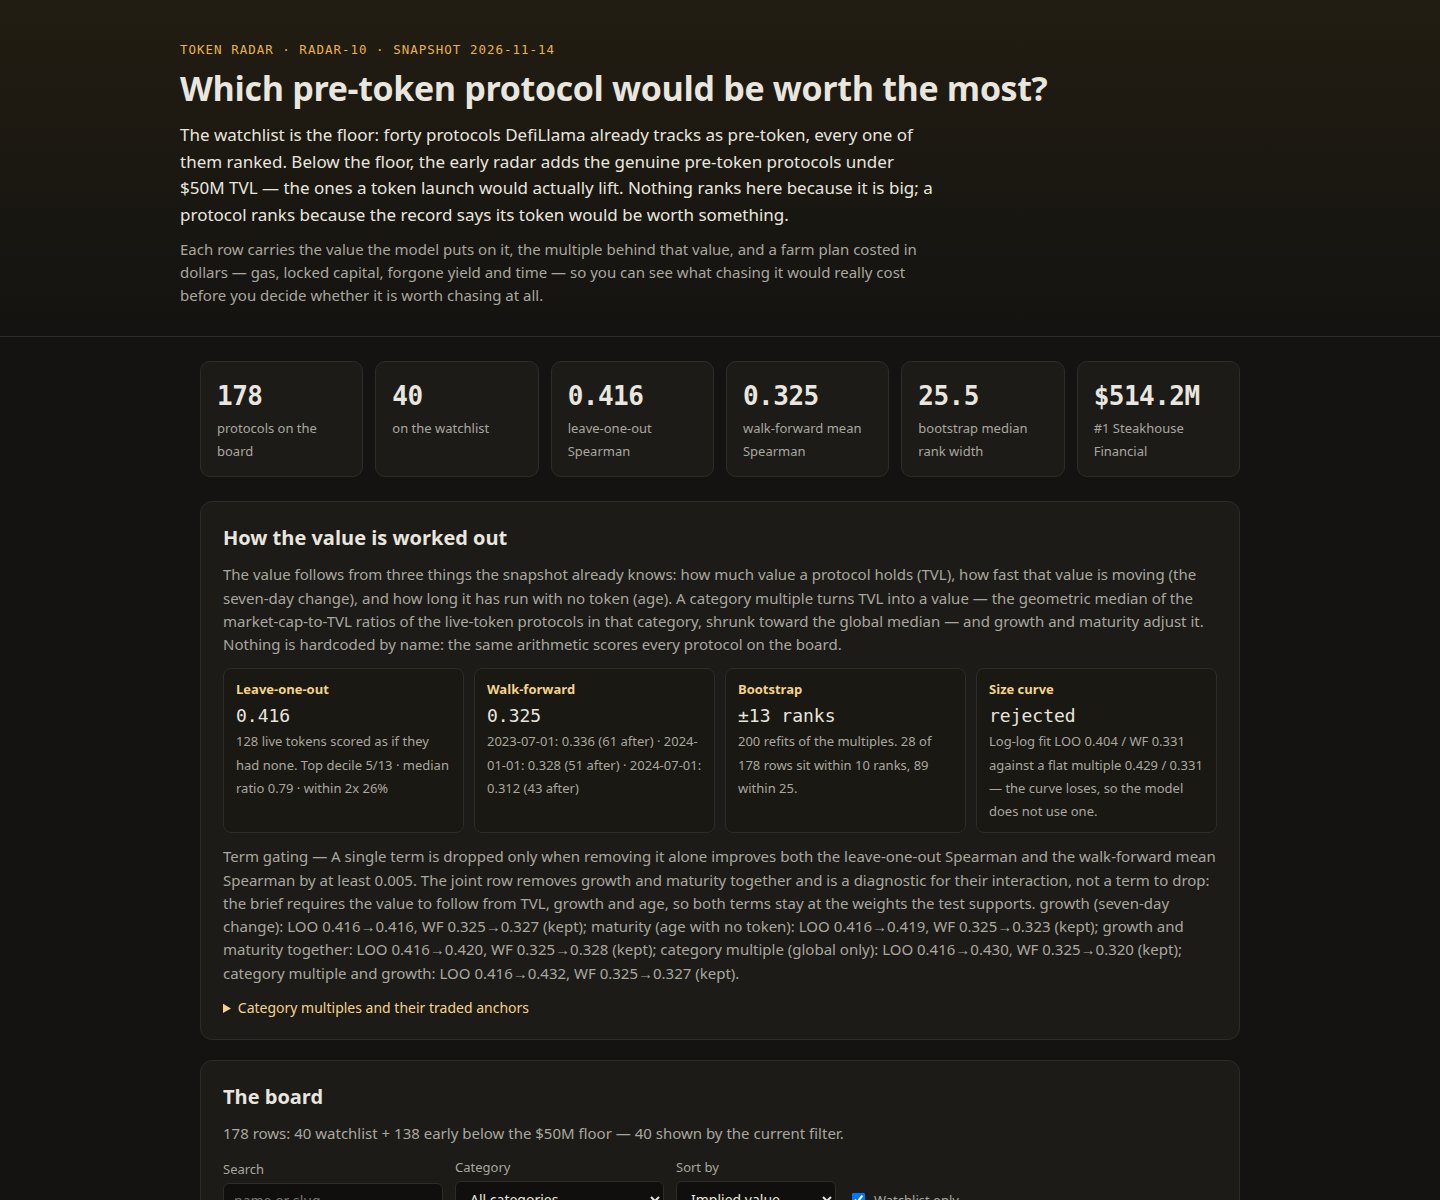 TOKEN RADAR · RADAR-10 · SNAPSHOT 2026-11-14
Which pre-token protocol would be worth the most?
The watchlist is the floor: forty protocols DefiLlama already tracks as pre-token, every one of
them ranked. Below the floor, the early radar adds the genuine pre-token protocols under
$50M TVL — the ones a token launch would actually lift. Nothing ranks here because it is big; a
protocol ranks because the record says its token would be worth something.
Each row carries the value the model puts on it, the multiple behind that value, and a farm plan costed in
dollars — gas, locked capital, forgone yield and time — so you can see what chasing it would really cost
before you decide whether it is worth chasing at all.
178
protocols on the
board
40
on the watchlist
0.416
leave-one-out
Spearman
0.325
walk-forward mean
Spearman
25.5
bootstrap median
rank width
$514.2M
#1 Steakhouse
Financial
How the value is worked out
The value follows from three things the snapshot already knows: how much value a protocol holds (TVL), how fast that value is moving (the
seven-day change), and how long it has run with no token (age). A category multiple turns TVL into a value — the geometric median of the
market-cap-to-TVL ratios of the live-token protocols in that category, shrunk toward the global median — and growth and maturity adjust it.
Nothing is hardcoded by name: the same arithmetic scores every protocol on the board.
Leave-one-out
0.416
128 live tokens scored as if they
had none. Top decile 5/13 · median
ratio 0.79 · within 2x 26%
Walk-forward
0.325
2023-07-01: 0.336 (61 after) · 2024-
01-01: 0.328 (51 after) · 2024-07-01:
0.312 (43 after)
Bootstrap
±13 ranks
200 refits of the multiples. 28 of
178 rows sit within 10 ranks, 89
within 25.
Size curve
rejected
Log-log fit LOO 0.404 / WF 0.331
against a flat multiple 0.429 / 0.331
— the curve loses, so the model
does not use one.
Term gating — A single term is dropped only when removing it alone improves both the leave-one-out Spearman and the walk-forward mean
Spearman by at least 0.005. The joint row removes growth and maturity together and is a diagnostic for their interaction, not a term to drop:
the brief requires the value to follow from TVL, growth and age, so both terms stay at the weights the test supports. growth (seven-day
change): LOO 0.416→0.416, WF 0.325→0.327 (kept); maturity (age with no token): LOO 0.416→0.419, WF 0.325→0.323 (kept); growth and
maturity together: LOO 0.416→0.420, WF 0.325→0.328 (kept); category multiple (global only): LOO 0.416→0.430, WF 0.325→0.320 (kept);
category multiple and growth: LOO 0.416→0.432, WF 0.325→0.327 (kept).
▶ Category multiples and their traded anchors
The board
178 rows: 40 watchlist + 138 early below the $50M floor — 40 shown by the current filter.
Search
Category
Sort by
name or slug
All categories
Implied value
Watchlist only